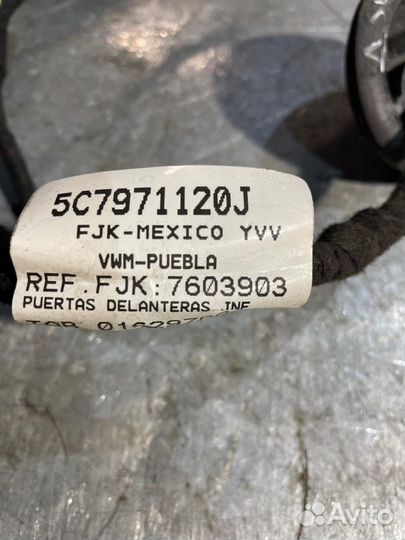 5C7971120J
FJK-MEXICO YVV
VWM-PUEBLA
REF.FJK:7603903
PUERTAS DELANTERAS INF
Avito